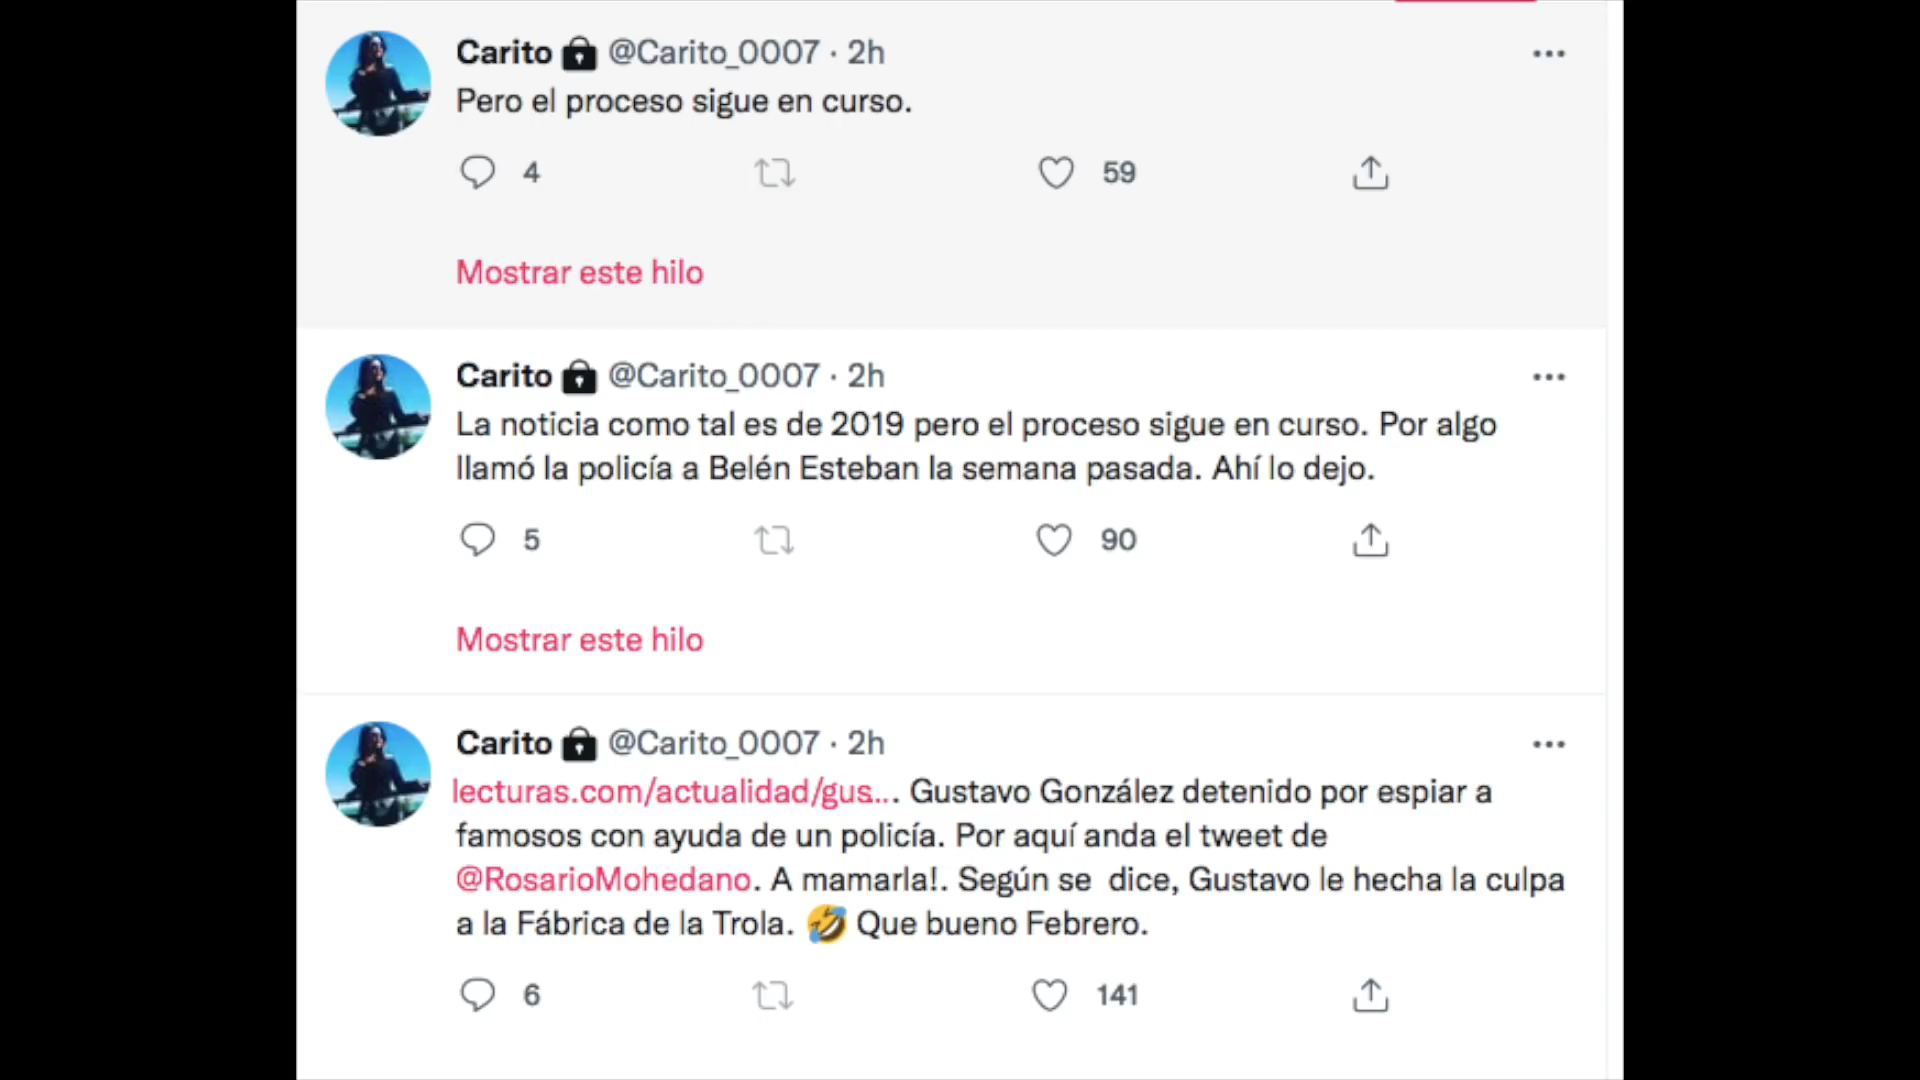 Carito @Carito_0007 · 2h
Pero el proceso sigue en curso.
4 59
Mostrar este hilo
Carito @Carito_0007 · 2h
La noticia como tal es de 2019 pero el proceso sigue en curso. Por algo
llamó la policía a Belén Esteban la semana pasada. Ahí lo dejo.
5 90
Mostrar este hilo
Carito @Carito_0007 · 2h
lecturas.com/actualidad/gus... . Gustavo González detenido por espiar a
famosos con ayuda de un policía. Por aquí anda el tweet de
@RosarioMohedano. A mamarla!. Según se dice, Gustavo le hecha la culpa
a la Fábrica de la Trola. 🤣 Que bueno Febrero.
6 141